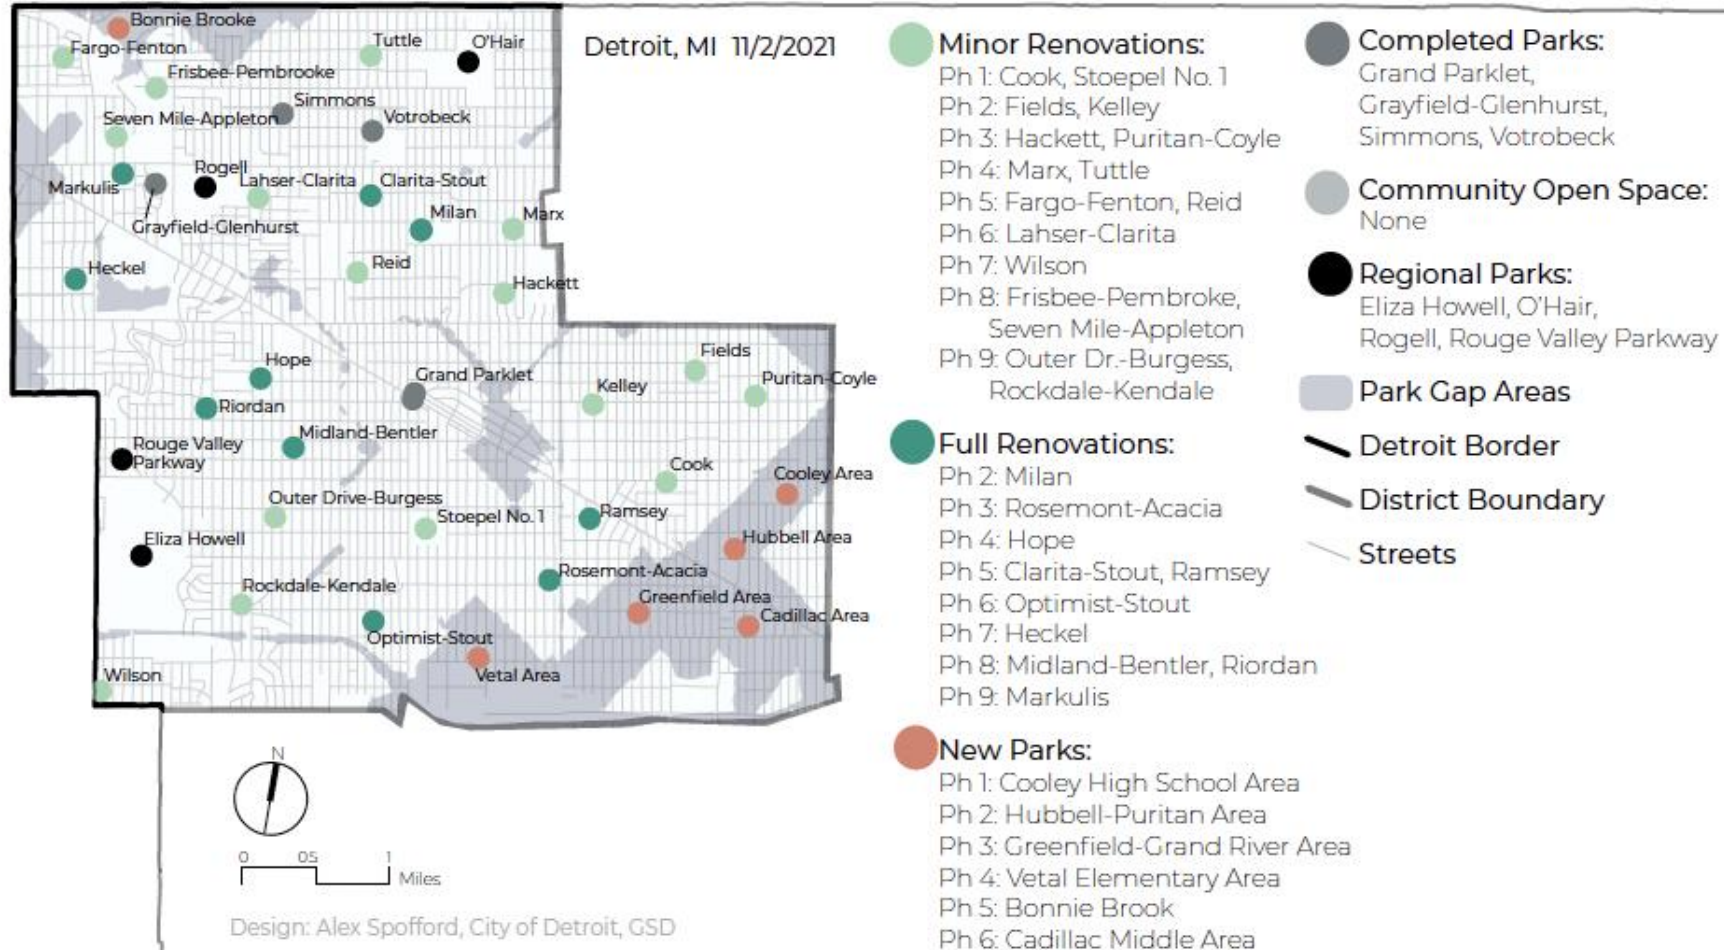 Bonnie Brooke
Fargo-Fenton
Tuttle
O'Hair
Frisbee-Pembrooke
Simmons
Seven Mile-Appleton
Votrobeck
Markulis
Rogell
Lahser-Clarita
Clarita-Stout
Grayfield-Glenhurst
Milan
Marx
Heckel
Reid
Hackett
Hope
Grand Parklet
Fields
Kelley
Puritan-Coyle
Riordan
Midland-Bentler
Rouge Valley
Parkway
Cook
Cooley Area
Outer Drive-Burgess
Stoepel No. 1
Ramsey
Eliza Howell
Hubbell Area
Rockdale-Kendale
Rosemont-Acacia
Greenfield Area
Cadillac Area
Optimist-Stout
Wilson
Vetal Area
N
0 05 1
Miles
Design: Alex Spofford, City of Detroit, GSD
Detroit, MI 11/2/2021
Minor Renovations:
Ph 1: Cook, Stoepel No. 1
Ph 2: Fields, Kelley
Ph 3: Hackett, Puritan-Coyle
Ph 4: Marx, Tuttle
Ph 5: Fargo-Fenton, Reid
Ph 6: Lahser-Clarita
Ph 7: Wilson
Ph 8: Frisbee-Pembroke,
Seven Mile-Appleton
Ph 9: Outer Dr.-Burgess,
Rockdale-Kendale
Full Renovations:
Ph 2: Milan
Ph 3: Rosemont-Acacia
Ph 4: Hope
Ph 5: Clarita-Stout, Ramsey
Ph 6: Optimist-Stout
Ph 7: Heckel
Ph 8: Midland-Bentler, Riordan
Ph 9: Markulis
New Parks:
Ph 1: Cooley High School Area
Ph 2: Hubbell-Puritan Area
Ph 3: Greenfield-Grand River Area
Ph 4: Vetal Elementary Area
Ph 5: Bonnie Brook
Ph 6: Cadillac Middle Area
Completed Parks:
Grand Parklet,
Grayfield-Glenhurst,
Simmons, Votrobeck
Community Open Space:
None
Regional Parks:
Eliza Howell, O'Hair,
Rogell, Rouge Valley Parkway
Park Gap Areas
Detroit Border
District Boundary
Streets